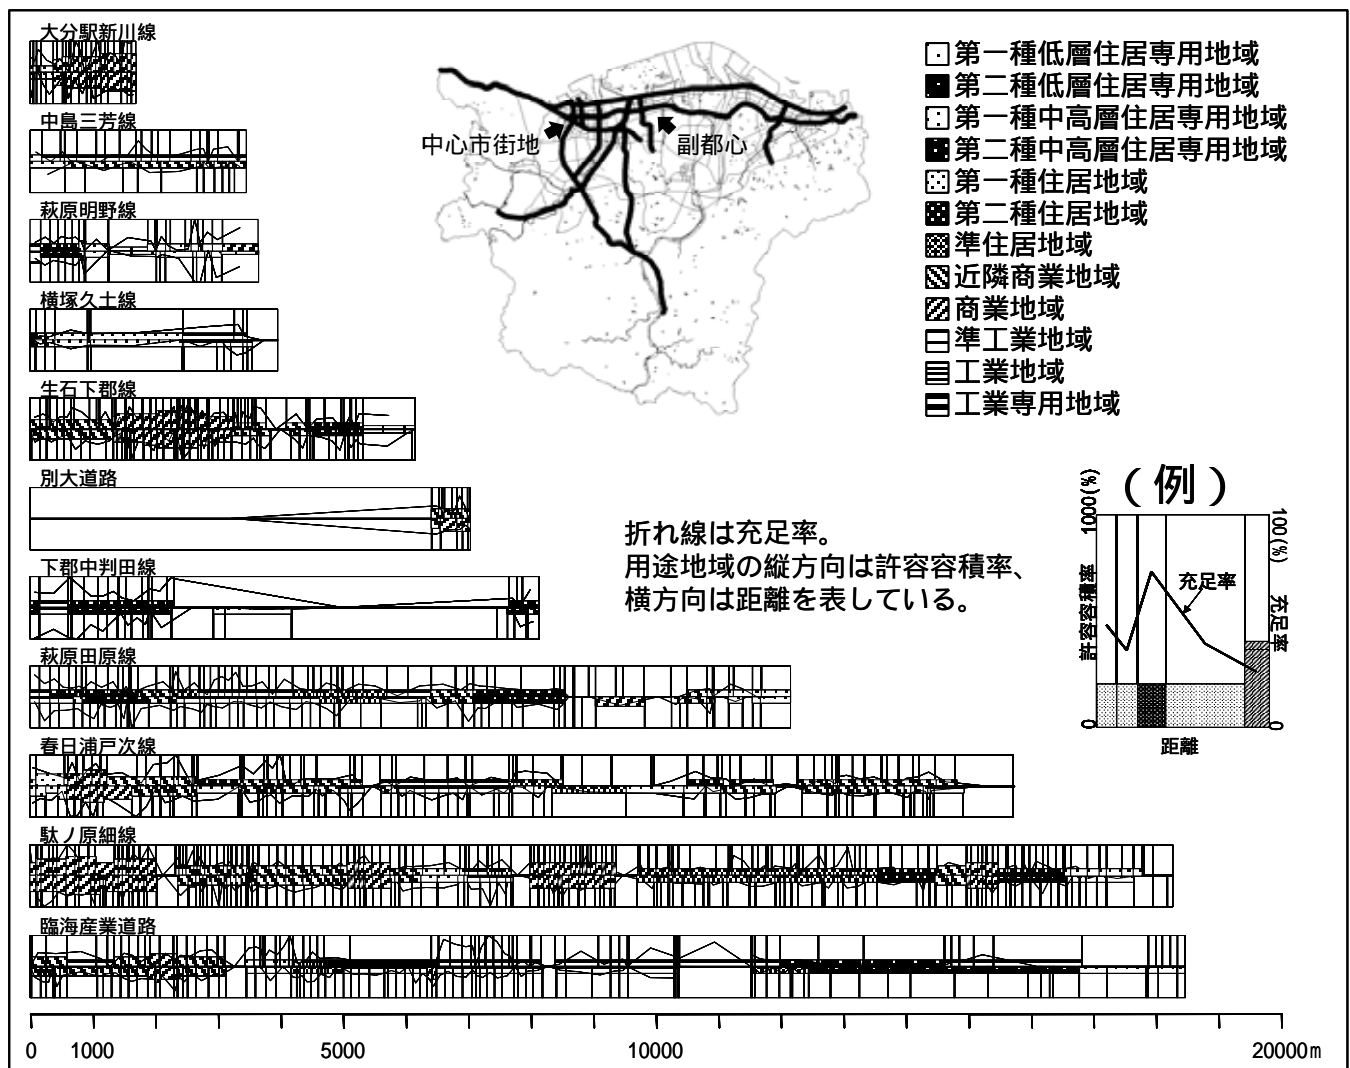 大分駅新川線
中島三芳線
萩原明野線
横塚久土線
生石下郡線
別大道路
下郡中判田線
萩原田原線
春日浦戸次線
駄ノ原細線
臨海産業道路
中心市街地
副都心
第一種低層住居専用地域
第二種低層住居専用地域
第一種中高層住居専用地域
第二種中高層住居専用地域
第一種住居地域
第二種住居地域
準住居地域
近隣商業地域
商業地域
準工業地域
工業地域
工業専用地域
折れ線は充足率。
用途地域の縦方向は許容容積率、
横方向は距離を表している。
(例)
1000(%)
許容容積率
0
充足率
100(%)
充足率
0
距離
0 1000 5000 10000 20000m